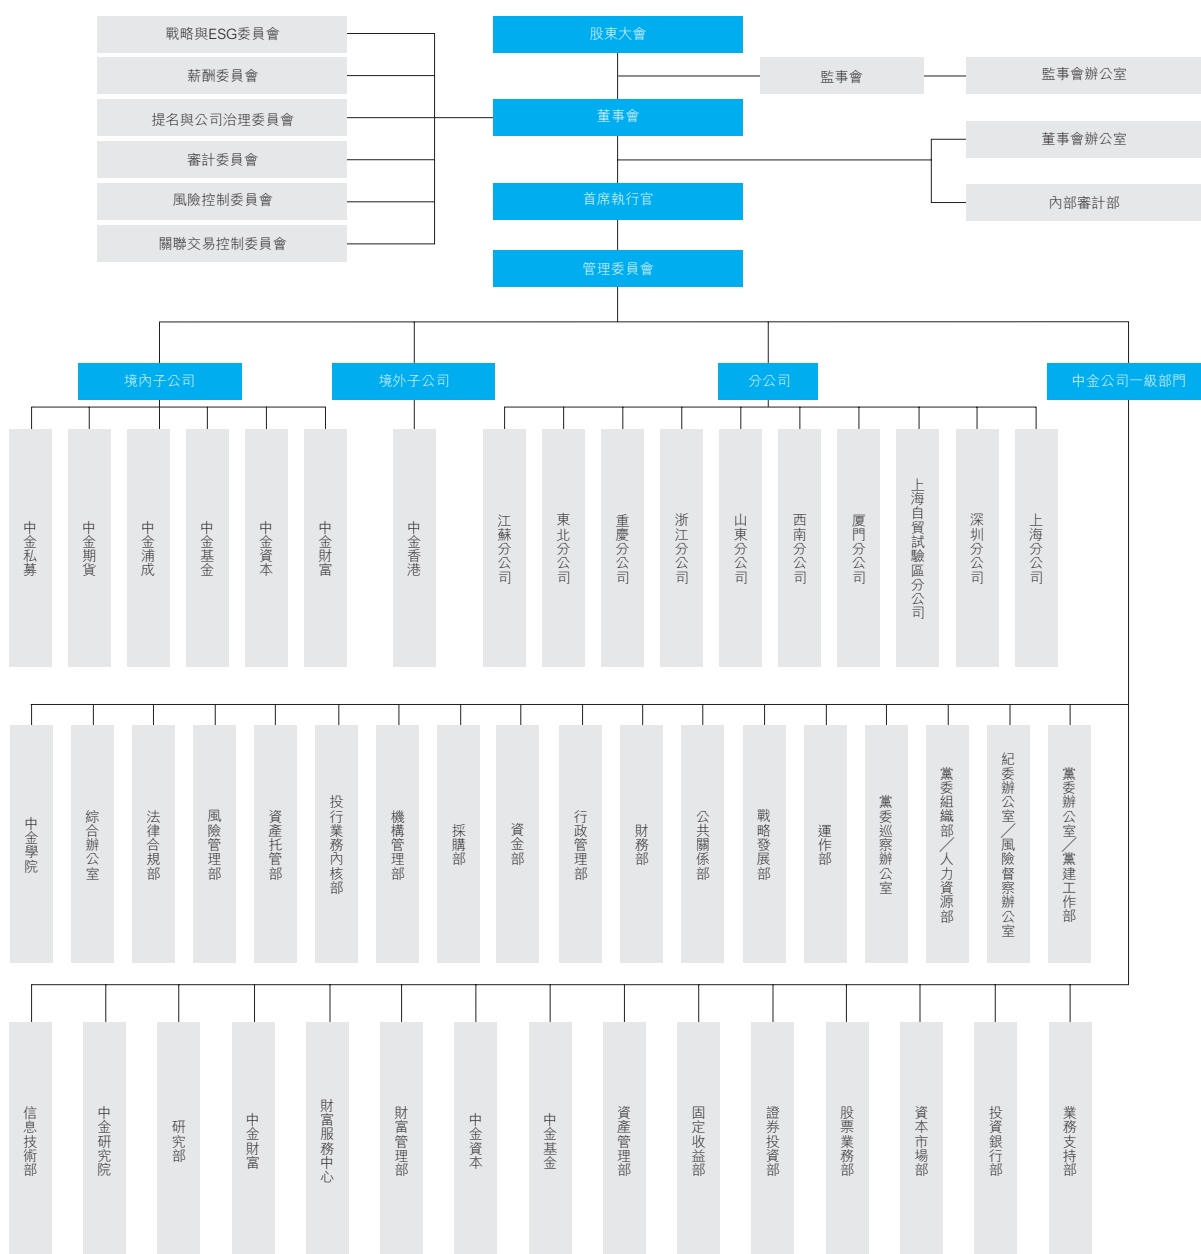 戰略與ESG委員會
薪酬委員會
提名與公司治理委員會
審計委員會
風險控制委員會
關聯交易控制委員會
股東大會
監事會
監事會辦公室
董事會
董事會辦公室
內部審計部
首席執行官
管理委員會
境內子公司
境外子公司
分公司
中金公司一級部門
中金私募
中金期貨
中金浦成
中金基金
中金資本
中金財富
中金香港
江蘇分公司
東北分公司
重慶分公司
浙江分公司
山東分公司
西南分公司
厦門分公司
上海自貿試驗區分公司
深圳分公司
上海分公司
中金學院
綜合辦公室
法律合規部
風險管理部
資產托管部
投行業務內核部
機構管理部
採購部
資金部
行政管理部
財務部
公共關係部
戰略發展部
運作部
黨委巡察辦公室
黨委組織部／人力資源部
紀委辦公室／風險督察辦公室
黨委辦公室／黨建工作部
信息技術部
中金研究院
研究部
中金財富
財富服務中心
財富管理部
中金資本
中金基金
資產管理部
固定收益部
證券投資部
股票業務部
資本市場部
投資銀行部
業務支持部